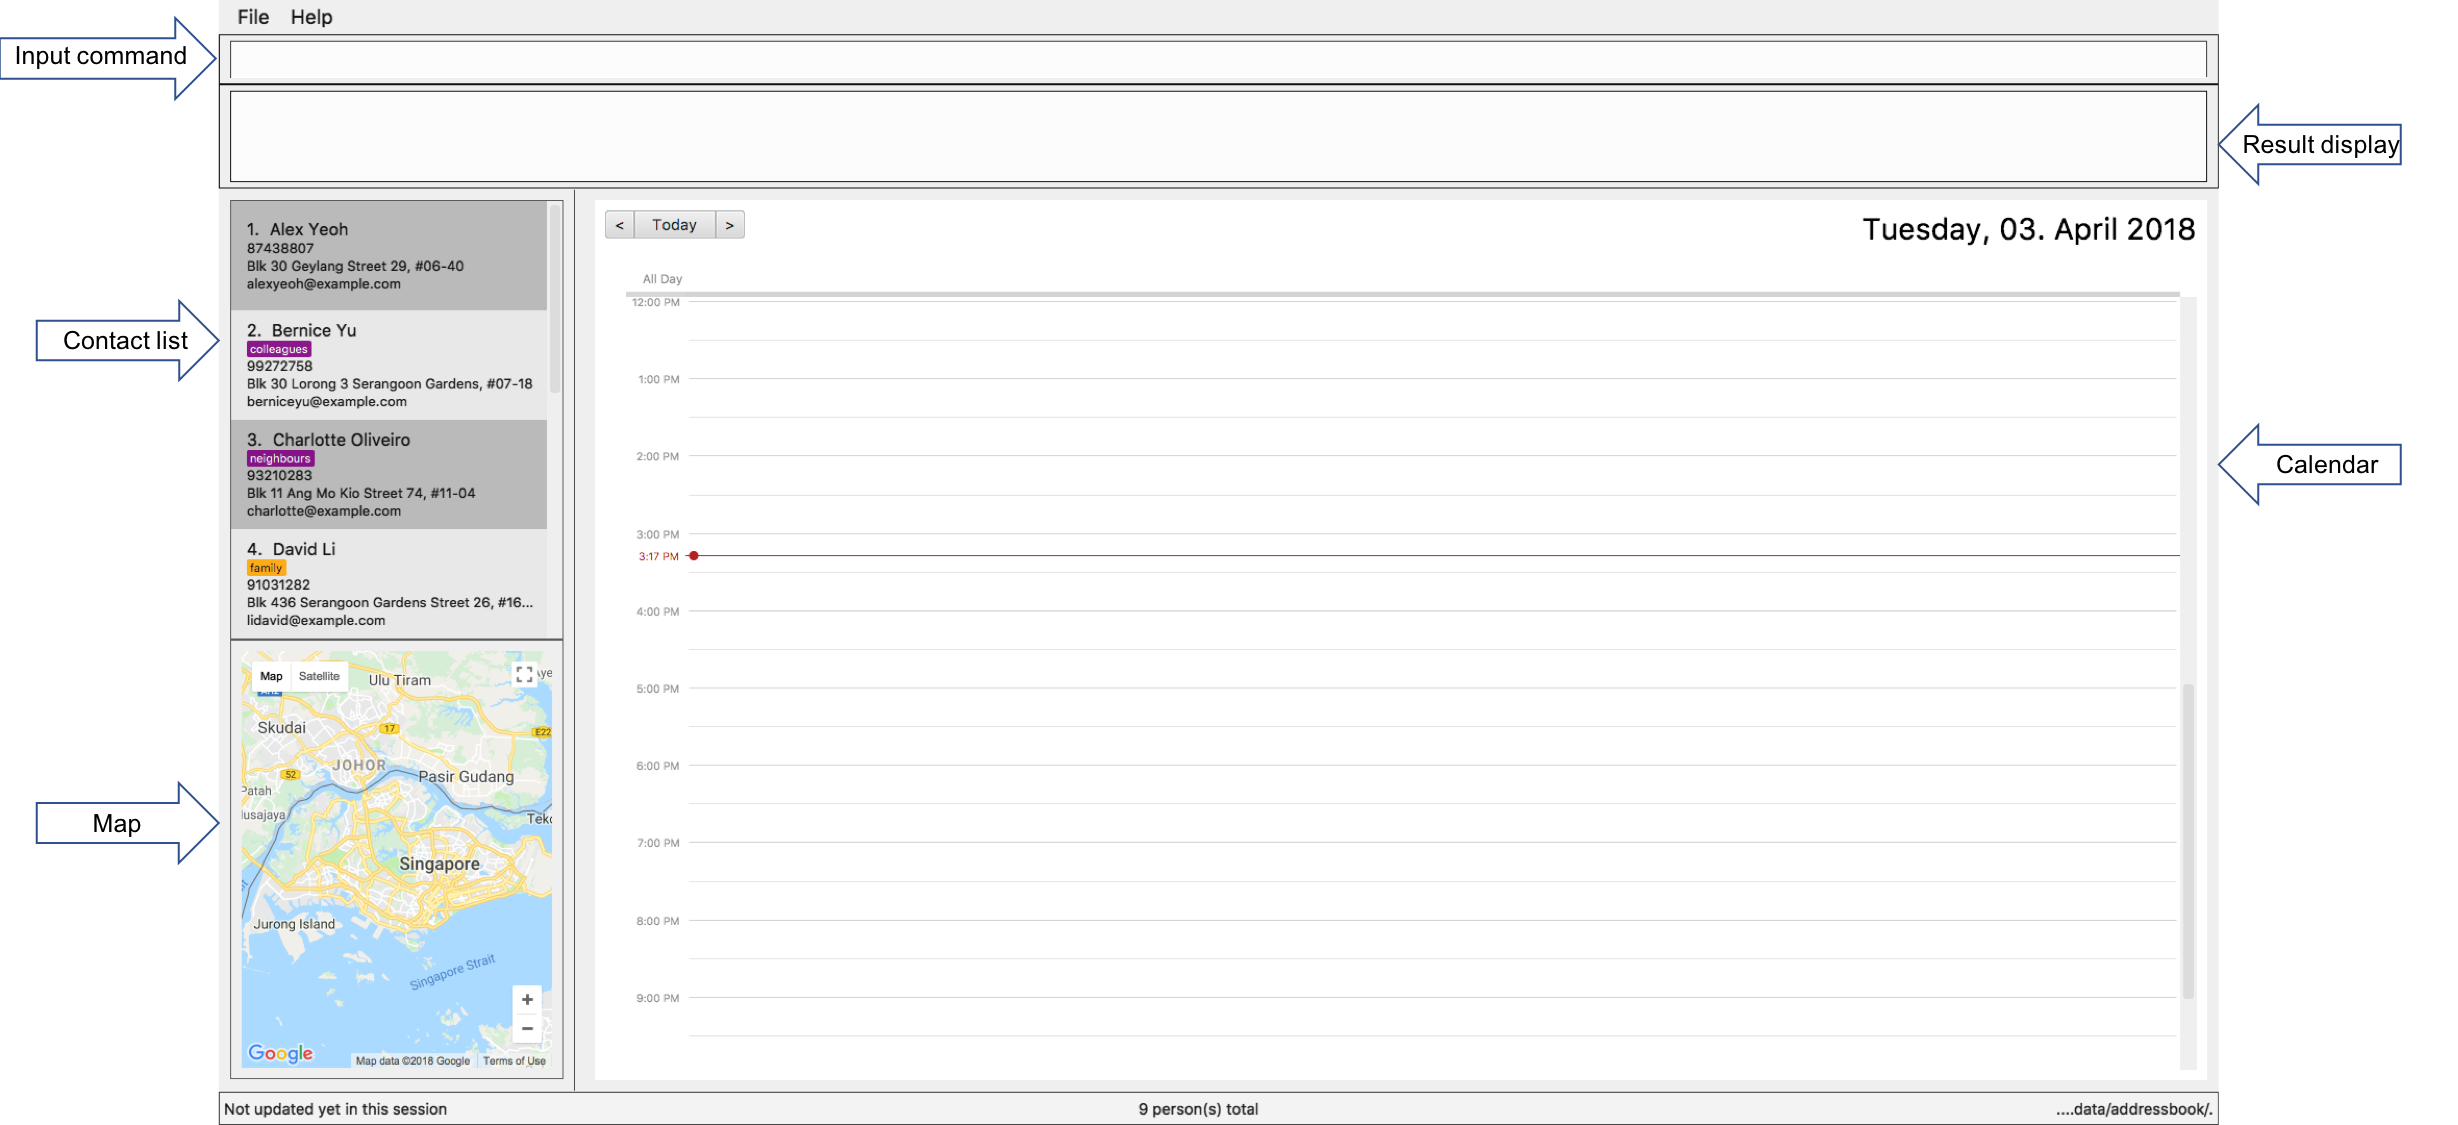 File Help
Input command
Result display
1. Alex Yeoh
87438807
Blk 30 Geylang Street 29, #06-40
alexyeoh@example.com
2. Bernice Yu
colleagues
99272758
Blk 30 Lorong 3 Serangoon Gardens, #07-18
berniceyu@example.com
3. Charlotte Oliveiro
neighbours
93210283
Blk 11 Ang Mo Kio Street 74, #11-04
charlotte@example.com
4. David Li
family
91031282
Blk 436 Serangoon Gardens Street 26, #16...
lidavid@example.com
Contact list
< Today >
Tuesday, 03. April 2018
All Day
12:00 PM
1:00 PM
2:00 PM
3:00 PM
3:17 PM
4:00 PM
5:00 PM
6:00 PM
7:00 PM
8:00 PM
9:00 PM
Calendar
Map
Map Satellite
Ulu Tiram
Aye
Skudai
17
E22
JOHOR
52
Pasir Gudang
Patah
lusajaya
Teko
Singapore
Jurong Island
Singapore Strait
+
−
Google
Map data ©2018 Google
Terms of Use
Not updated yet in this session
9 person(s) total
....data/addressbook/.